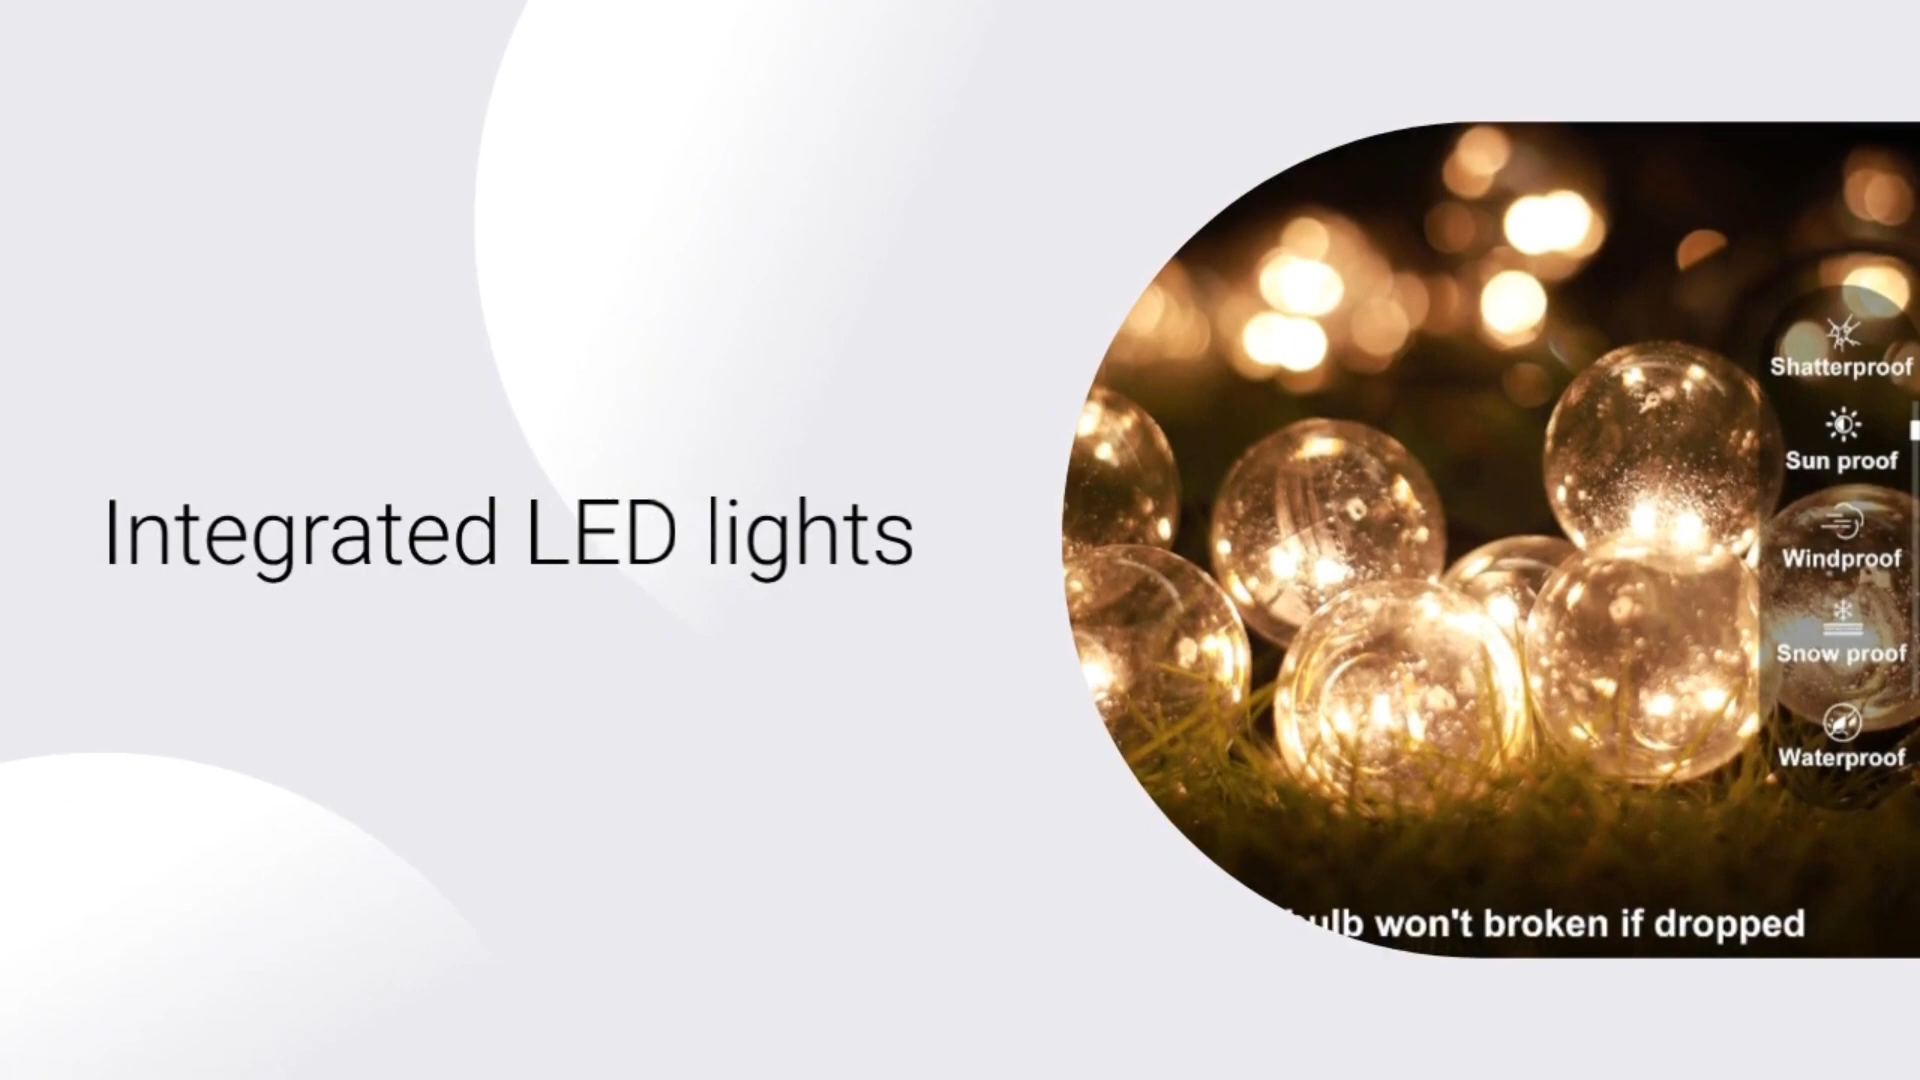 Integrated LED lights
Shatterproof
Sun proof
Windproof
Snow proof
Waterproof
won't broken if dropped